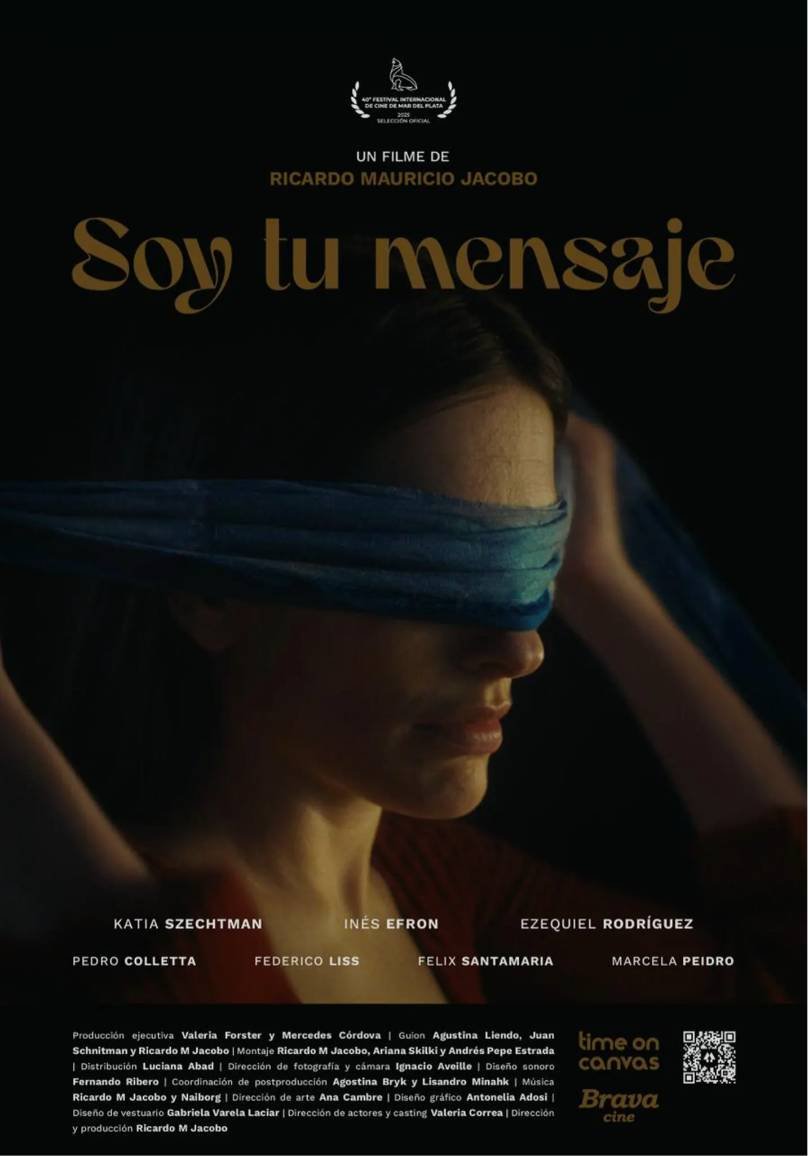 40º FESTIVAL INTERNACIONAL
DE CINE DE MAR DEL PLATA
2025
SELECCIÓN OFICIAL
UN FILME DE
RICARDO MAURICIO JACOBO
Soy tu mensaje
KATIA SZECHTMAN INÉS EFRON EZEQUIEL RODRÍGUEZ
PEDRO COLLETTA FEDERICO LISS FELIX SANTAMARIA MARCELA PEIDRO
Producción ejecutiva Valeria Forster y Mercedes Córdova | Guion Agustina Liendo, Juan
Schnitman y Ricardo M Jacobo | Montaje Ricardo M Jacobo, Ariana Skilki y Andrés Pepe Estrada
| Distribución Luciana Abad | Dirección de fotografía y cámara Ignacio Aveille | Diseño sonoro
Fernando Ribero | Coordinación de postproducción Agostina Bryk y Lisandro Minahk | Música
Ricardo M Jacobo y Naiborg | Dirección de arte Ana Cambre | Diseño gráfico Antonelia Adosi |
Diseño de vestuario Gabriela Varela Laciar | Dirección de actores y casting Valeria Correa | Dirección
y producción Ricardo M Jacobo
time on
canvas
Brava
cine